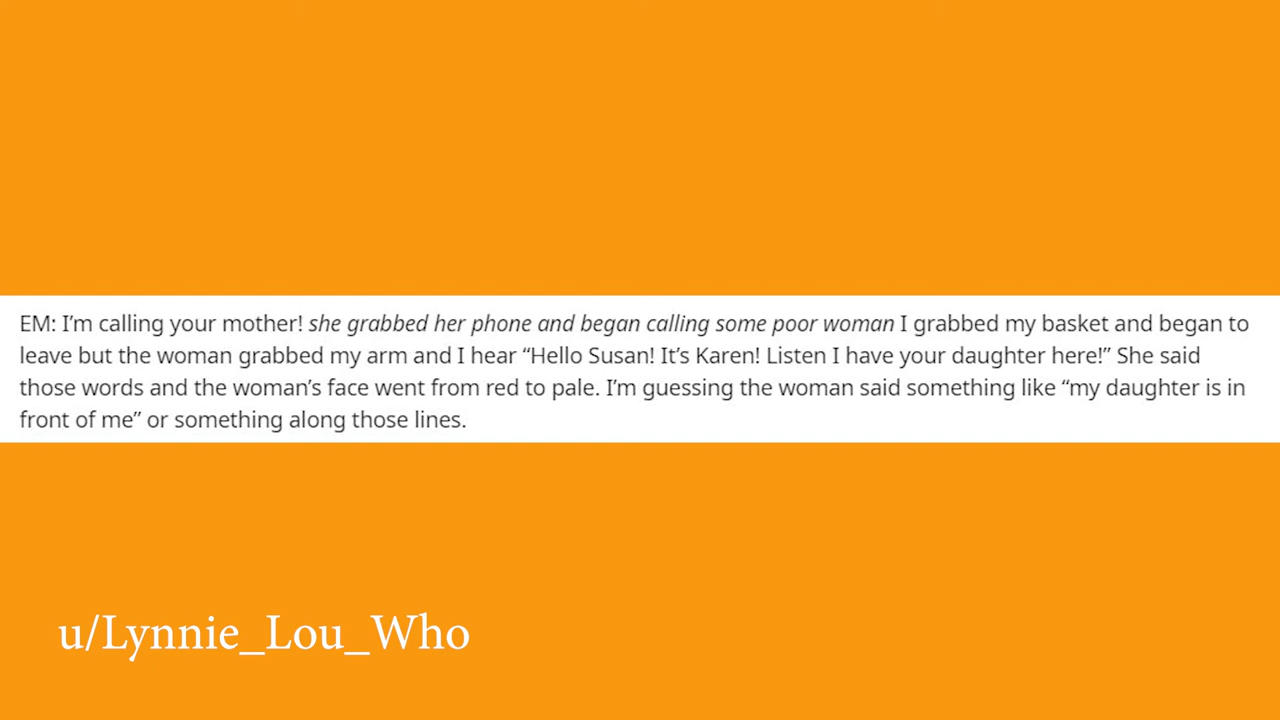 EM: I’m calling your mother! she grabbed her phone and began calling some poor woman I grabbed my basket and began to
leave but the woman grabbed my arm and I hear “Hello Susan! It’s Karen! Listen I have your daughter here!” She said
those words and the woman’s face went from red to pale. I’m guessing the woman said something like “my daughter is in
front of me” or something along those lines.
u/Lynnie_Lou_Who